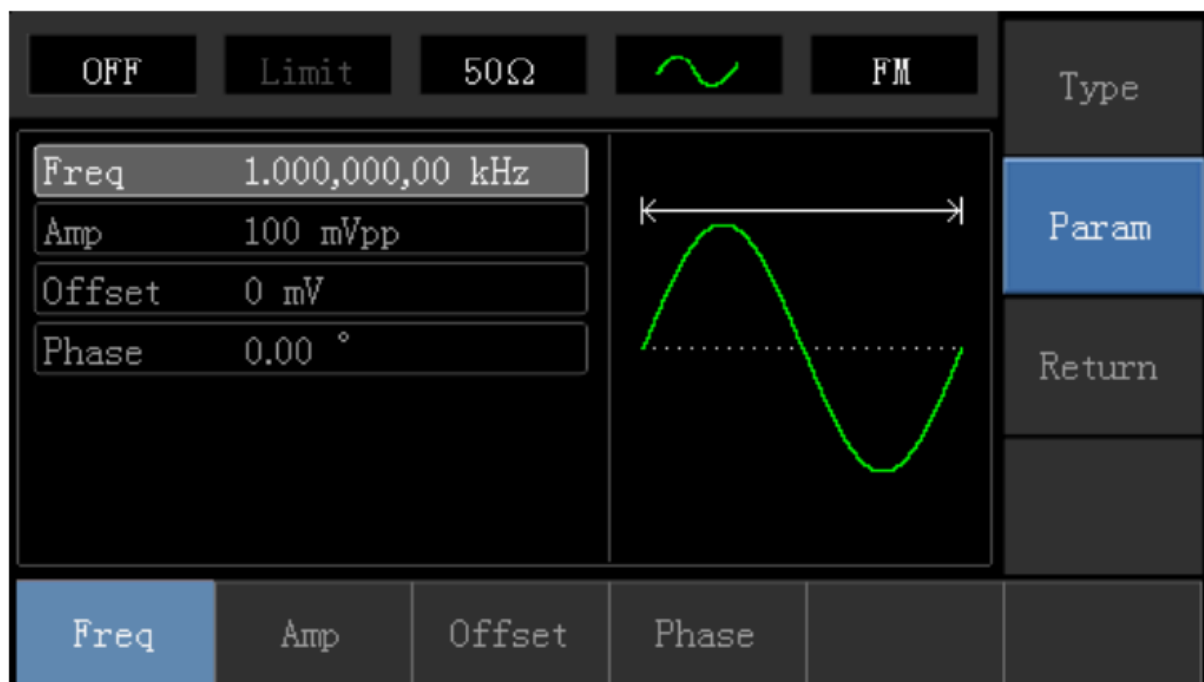 OFF Limit 50Ω FM
Type
Freq 1.000,000,00 kHz
Amp 100 mVpp
Param
Offset 0 mV
Phase 0.00 °
Return
Freq Amp Offset Phase